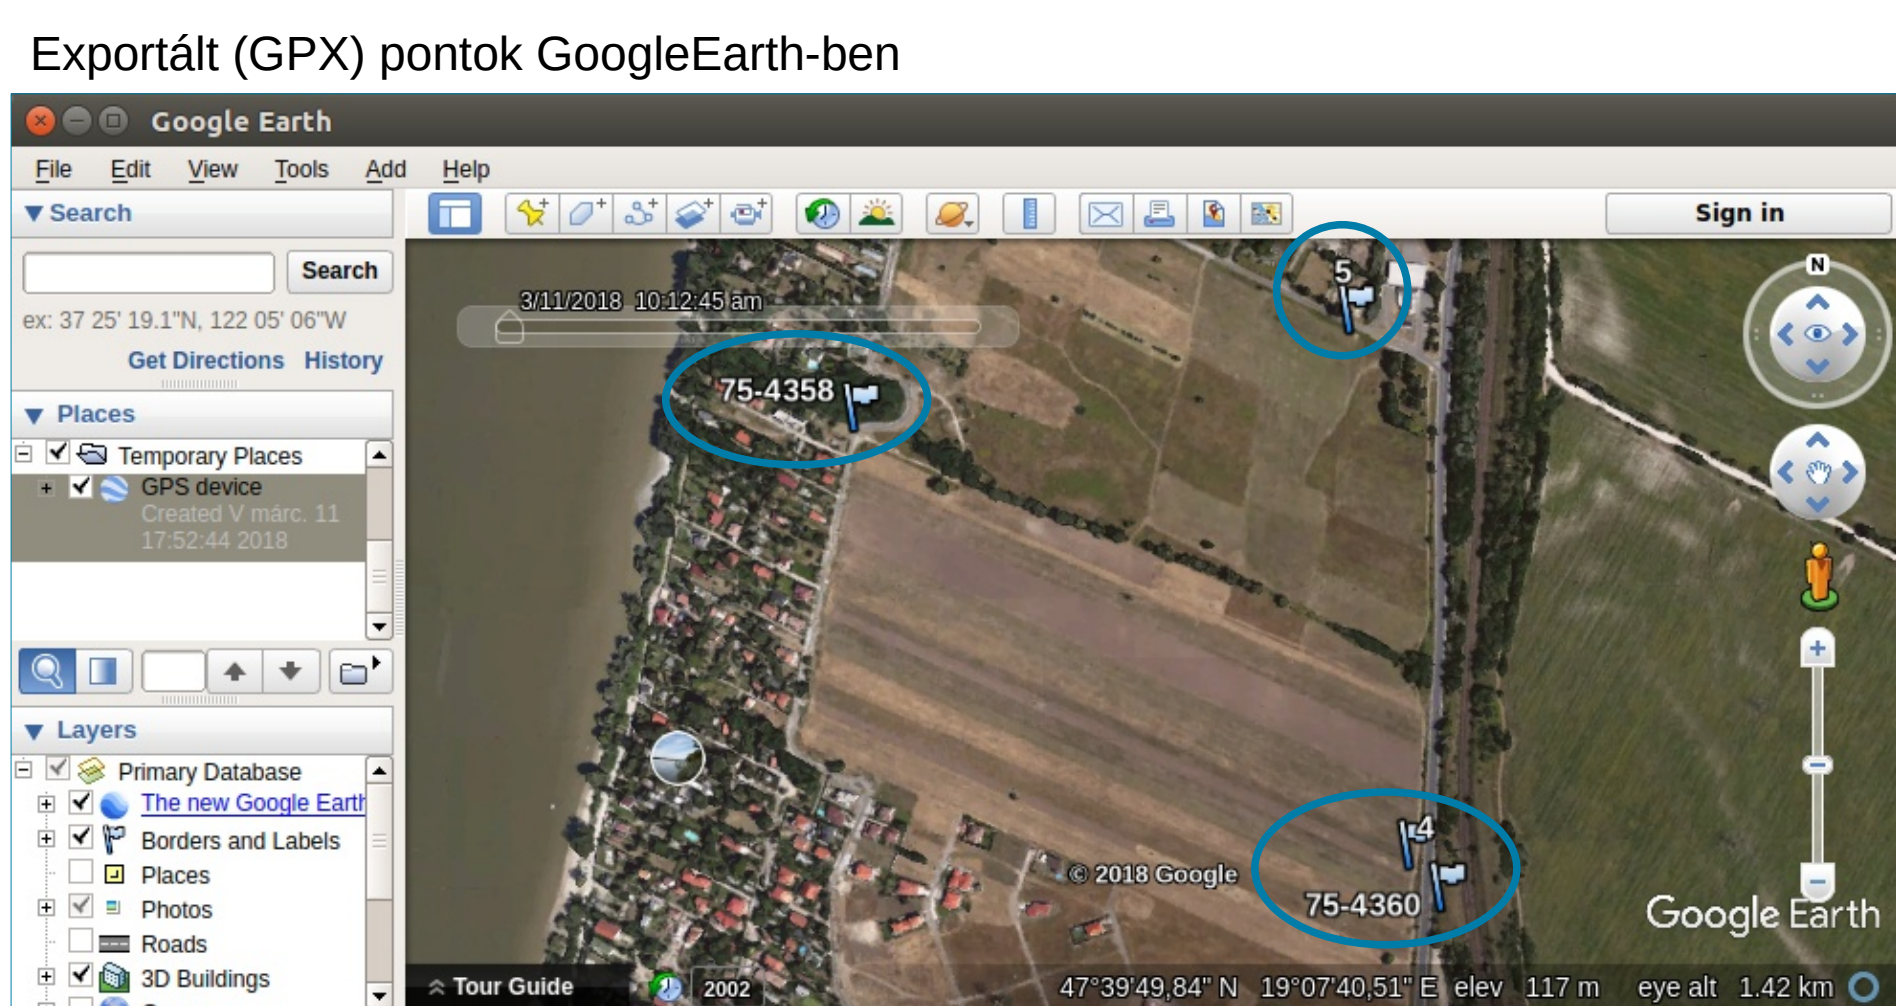 Exportált (GPX) pontok GoogleEarth-ben
Google Earth
File Edit View Tools Add Help
Search
Sign in
Search
ex: 37 25' 19.1"N, 122 05' 06"W
Get Directions History
Places
Temporary Places
GPS device
Created V márc. 11
17:52:44 2018
Layers
Primary Database
The new Google Earth
Borders and Labels
Places
Photos
Roads
3D Buildings
3/11/2018 10:12:45 am
5
N
75-4358
4
© 2018 Google
75-4360
Google Earth
Tour Guide
2002
47°39'49,84" N 19°07'40,51" E elev 117 m eye alt 1.42 km